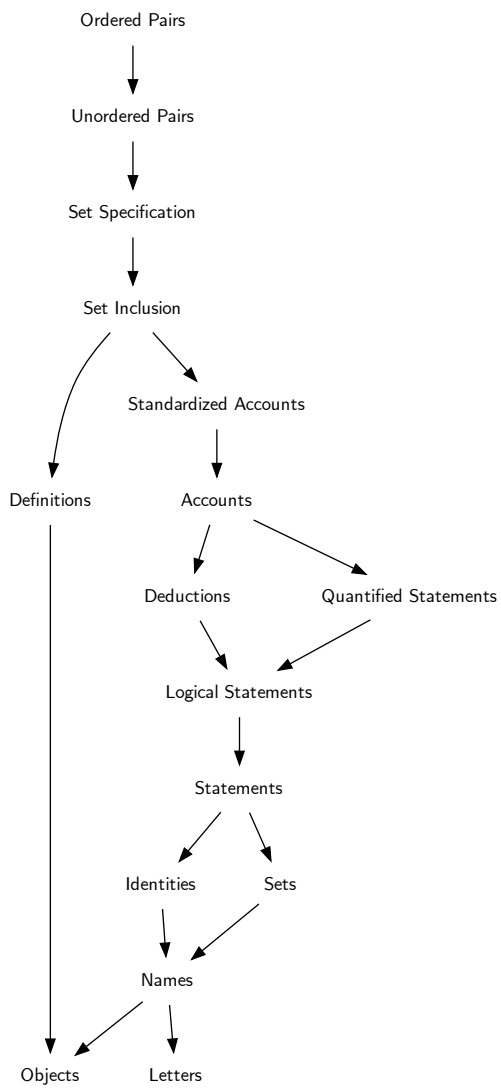 Ordered Pairs
Unordered Pairs
Set Specification
Set Inclusion
Standardized Accounts
Definitions
Accounts
Deductions
Quantified Statements
Logical Statements
Statements
Identities
Sets
Names
Objects
Letters